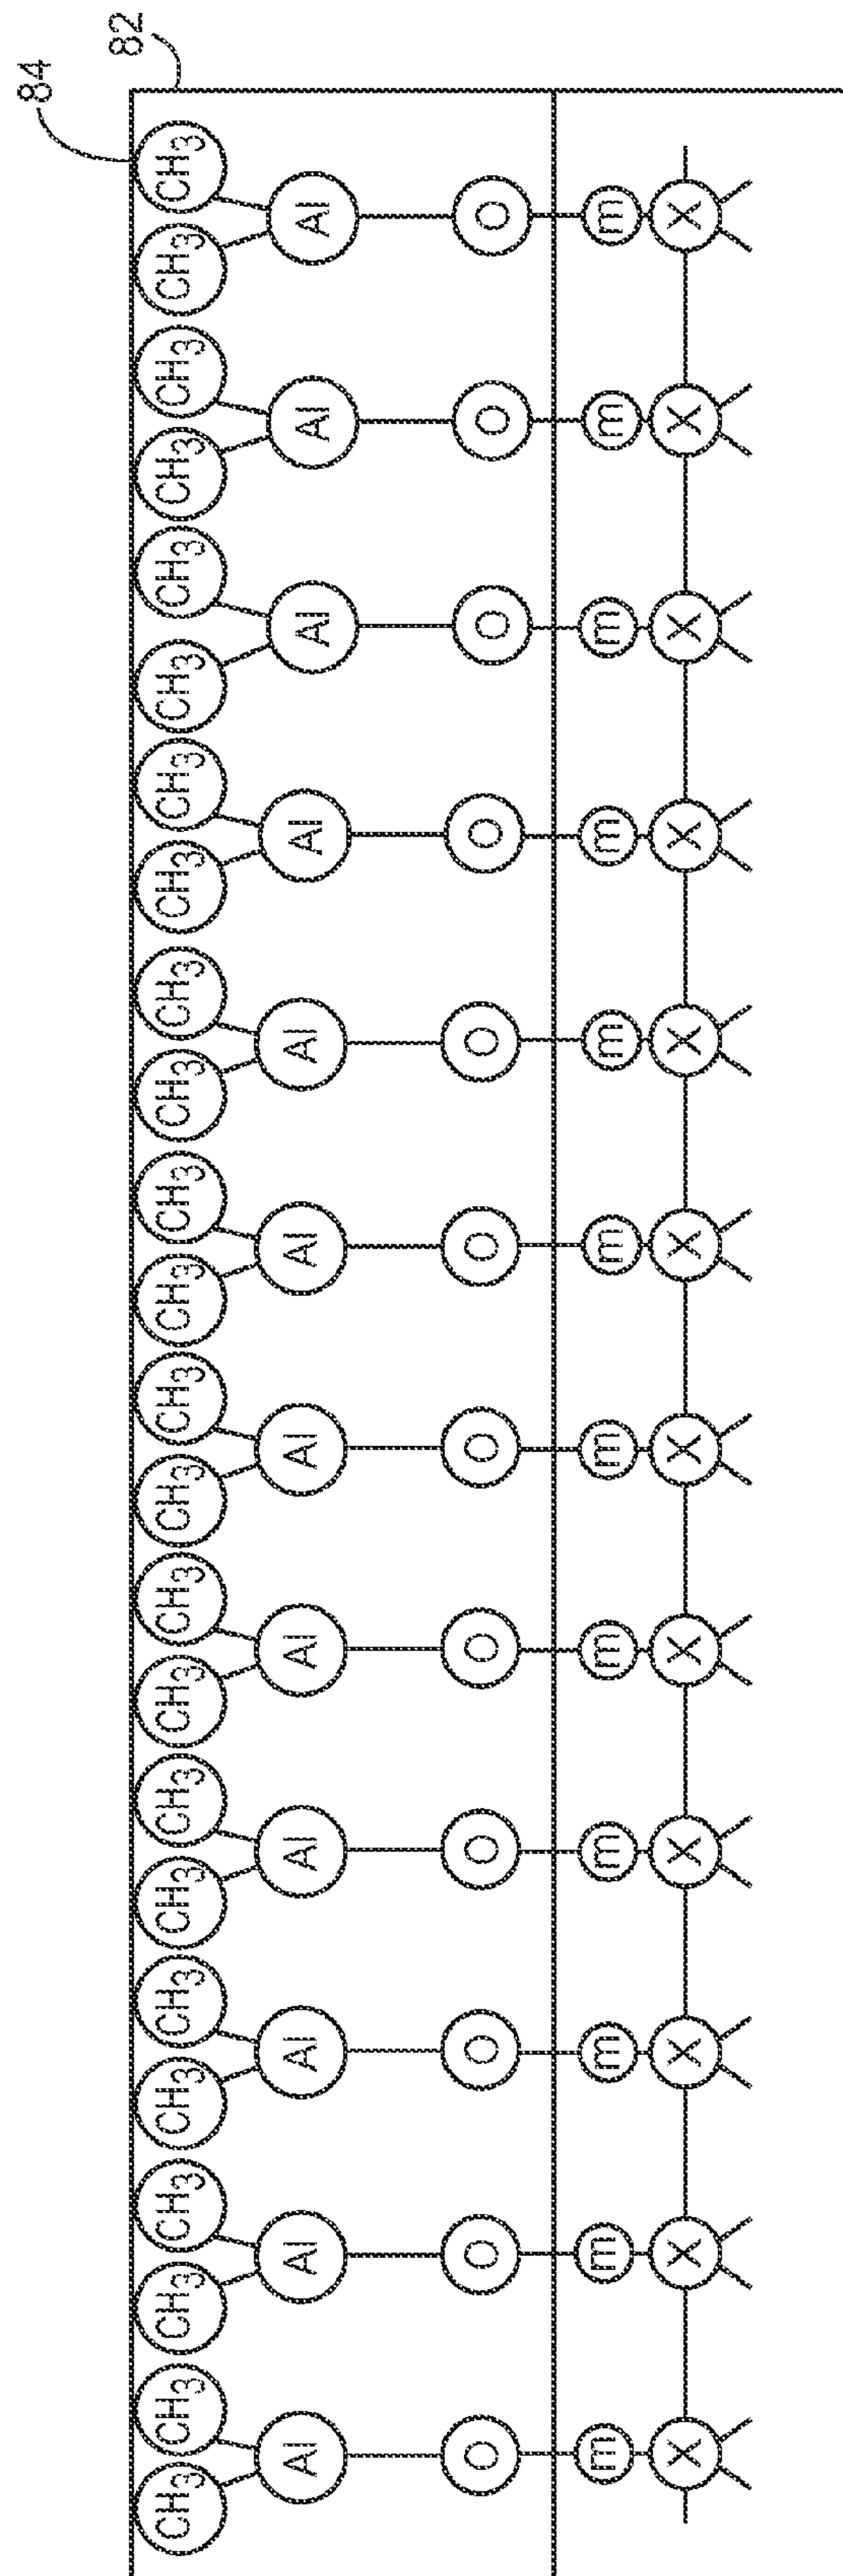 84
82
CH3 CH3 CH3 CH3 CH3 CH3 CH3 CH3 CH3 CH3 CH3 CH3 CH3 CH3 CH3 CH3 CH3 CH3 CH3 CH3 CH3 CH3 CH3 CH3
Al Al Al Al Al Al Al Al Al Al Al Al
O O O O O O O O O O O O
m m m m m m m m m m m m
X X X X X X X X X X X X